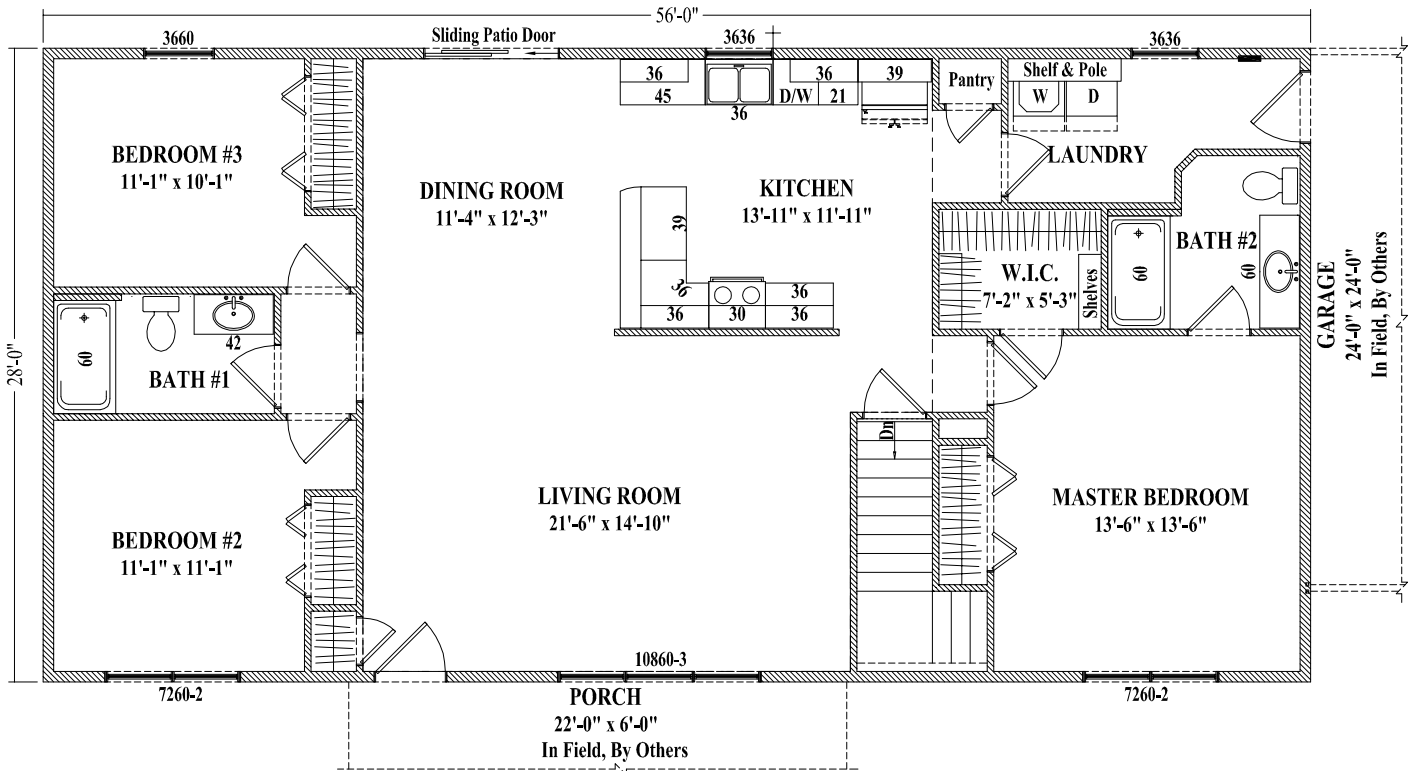 56'-0"
3660
Sliding Patio Door
3636
3636
36
45
36
D/W
36
21
39
Pantry
Shelf & Pole
W
D
BEDROOM #3
11'-1" x 10'-1"
DINING ROOM
11'-4" x 12'-3"
KITCHEN
13'-11" x 11'-11"
LAUNDRY
39
36
36
30
36
36
W.I.C.
7'-2" x 5'-3"
Shelves
60
BATH #2
60
GARAGE
24'-0" x 24'-0"
In Field, By Others
28'-0"
60
42
BATH #1
Dn
BEDROOM #2
11'-1" x 11'-1"
LIVING ROOM
21'-6" x 14'-10"
MASTER BEDROOM
13'-6" x 13'-6"
7260-2
10860-3
7260-2
PORCH
22'-0" x 6'-0"
In Field, By Others